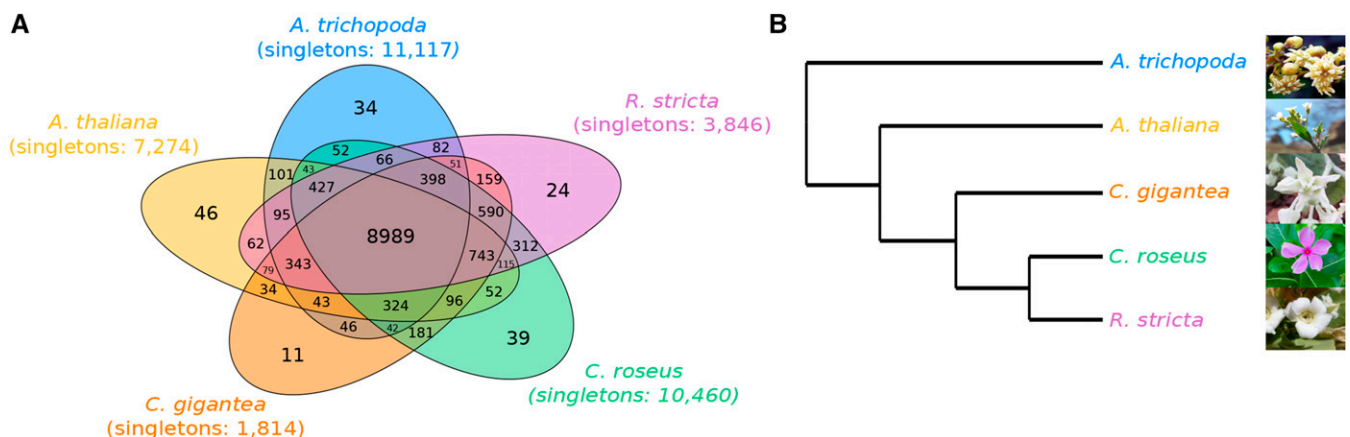 A
A. trichopoda
(singletons: 11,117)
R. stricta
(singletons: 3,846)
A. thaliana
(singletons: 7,274)
34
52
66
82
51
43
101
427
398
159
24
46
95
590
8989
62
312
743
115
79
343
34
52
43
324
96
46
42
181
11
39
C. roseus
(singletons: 10,460)
C. gigantea
(singletons: 1,814)
B
A. trichopoda
A. thaliana
C. gigantea
C. roseus
R. stricta